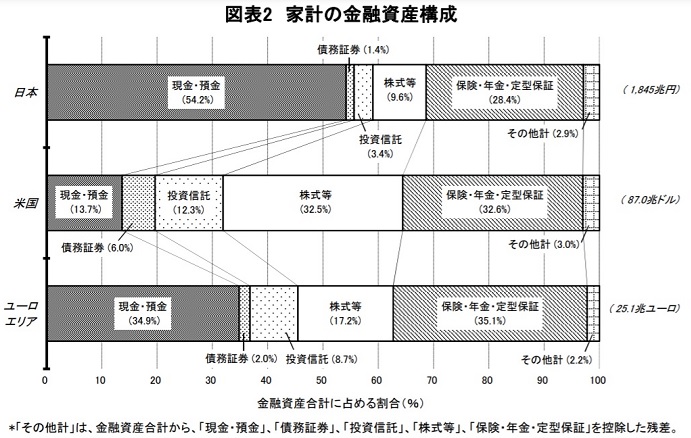 図表2 家計の金融資産構成
債務証券(1.4%)
日本
現金・預金
(54.2%)
株式等
(9.6%)
保険・年金・定型保証
(28.4%)
(1,845兆円)
投資信託
(3.4%)
その他計(2.9%)
米国
現金・預金
(13.7%)
投資信託
(12.3%)
株式等
(32.5%)
保険・年金・定型保証
(32.6%)
(87.0兆ドル)
債務証券(6.0%)
その他計(3.0%)
ユーロ
エリア
現金・預金
(34.9%)
株式等
(17.2%)
保険・年金・定型保証
(35.1%)
(25.1兆ユーロ)
債務証券(2.0%)
投資信託(8.7%)
その他計(2.2%)
0 10 20 30 40 50 60 70 80 90 100
金融資産合計に占める割合(%)
*「その他計」は、金融資産合計から、「現金・預金」、「債務証券」、「投資信託」、「株式等」、「保険・年金・定型保証」を控除した残差。